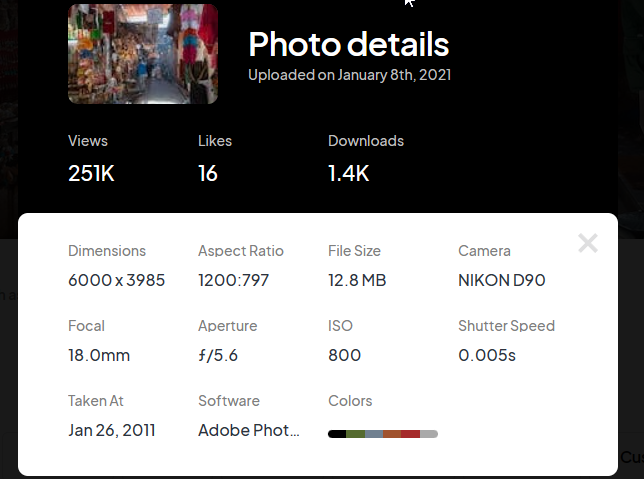 Photo details
Uploaded on January 8th, 2021
Views Likes Downloads
251K 16 1.4K
Dimensions Aspect Ratio File Size Camera
6000 x 3985 1200:797 12.8 MB NIKON D90
Focal Aperture ISO Shutter Speed
18.0mm ƒ/5.6 800 0.005s
Taken At Software Colors
Jan 26, 2011 Adobe Phot...